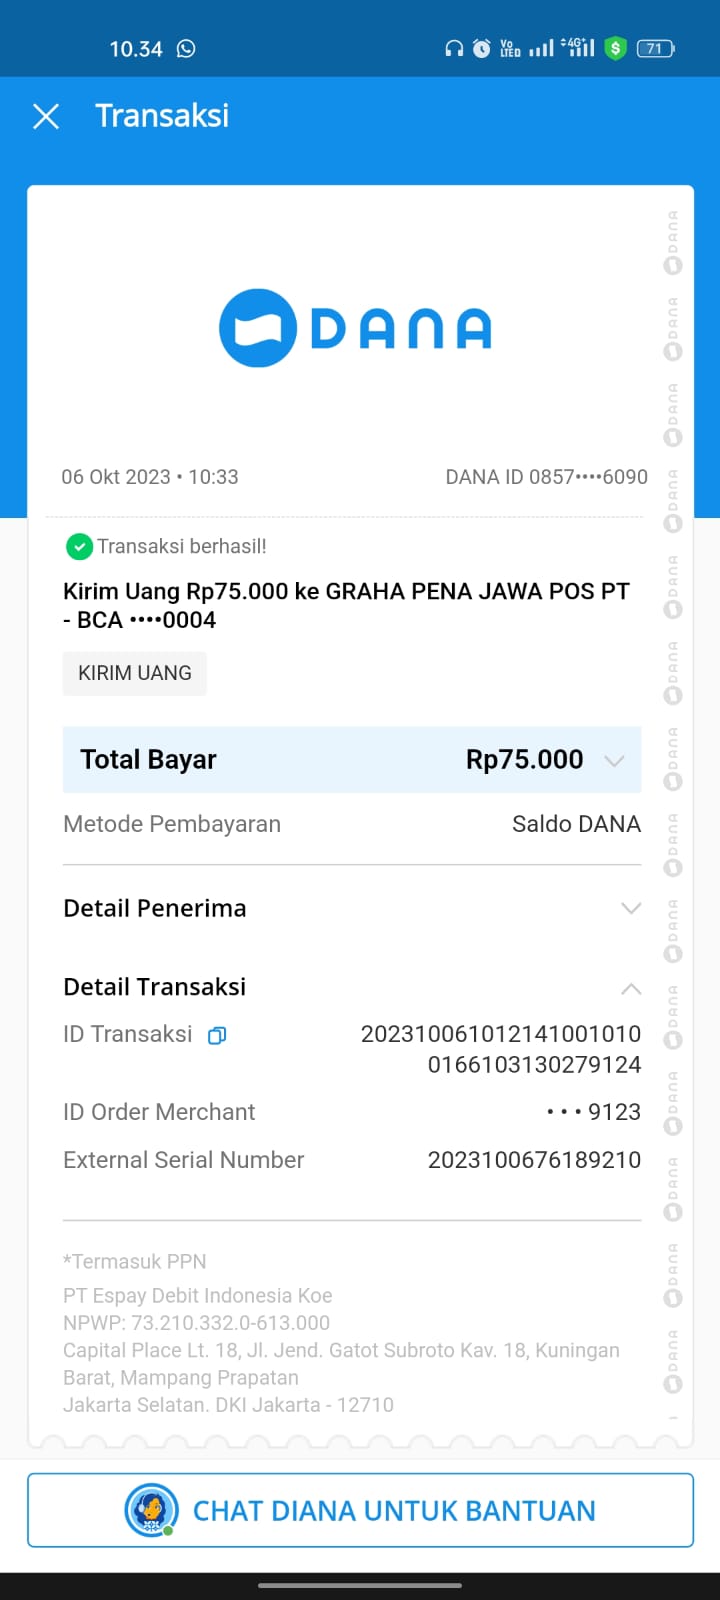 10.34
Vo LTED 4G+ $ 71
Transaksi
DANA
06 Okt 2023 • 10:33 DANA ID 0857••••6090
Transaksi berhasil!
Kirim Uang Rp75.000 ke GRAHA PENA JAWA POS PT
- BCA ••••0004
KIRIM UANG
Total Bayar Rp75.000
Metode Pembayaran Saldo DANA
Detail Penerima
Detail Transaksi
ID Transaksi 202310061012141001010
0166103130279124
ID Order Merchant • • • 9123
External Serial Number 2023100676189210
*Termasuk PPN
PT Espay Debit Indonesia Koe
NPWP: 73.210.332.0-613.000
Capital Place Lt. 18, Jl. Jend. Gatot Subroto Kav. 18, Kuningan
Barat, Mampang Prapatan
Jakarta Selatan. DKI Jakarta - 12710
DANA
DANA
DANA
DANA
DANA
DANA
DANA
DANA
DANA
DANA
DANA
DANA
DANA
DANA
CHAT DIANA UNTUK BANTUAN